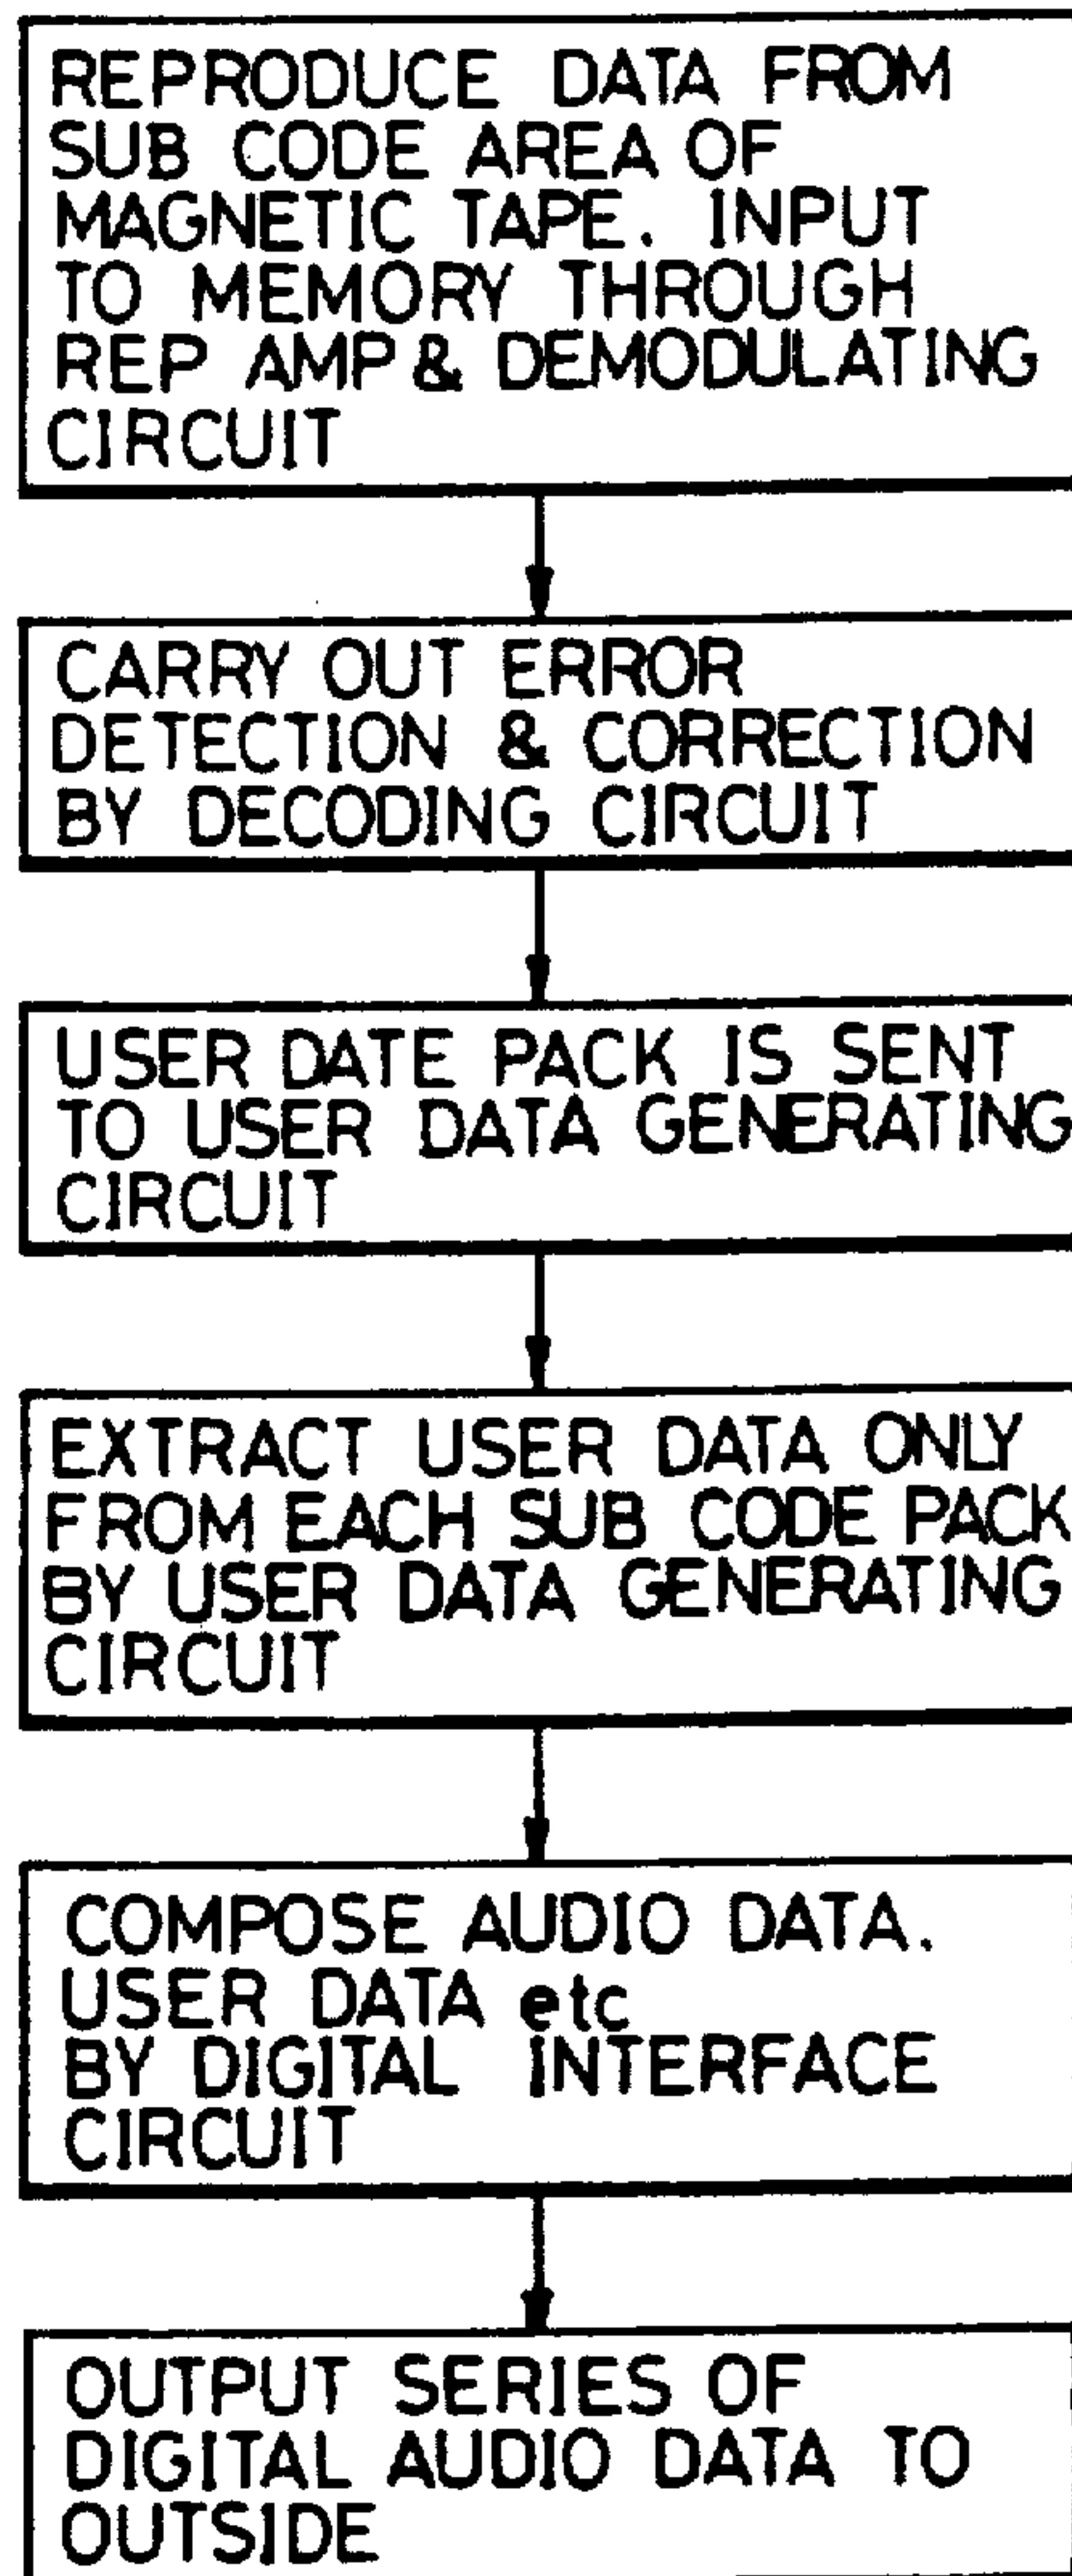 REPRODUCE DATA FROM
SUB CODE AREA OF
MAGNETIC TAPE. INPUT
TO MEMORY THROUGH
REP AMP & DEMODULATING
CIRCUIT
CARRY OUT ERROR
DETECTION & CORRECTION
BY DECODING CIRCUIT
USER DATE PACK IS SENT
TO USER DATA GENERATING
CIRCUIT
EXTRACT USER DATA ONLY
FROM EACH SUB CODE PACK
BY USER DATA GENERATING
CIRCUIT
COMPOSE AUDIO DATA.
USER DATA etc
BY DIGITAL INTERFACE
CIRCUIT
OUTPUT SERIES OF
DIGITAL AUDIO DATA TO
OUTSIDE